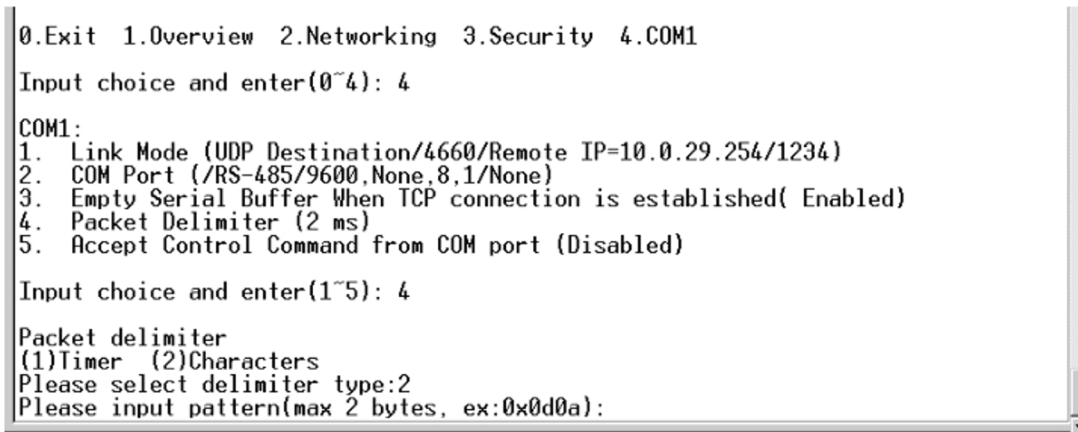 0.Exit  1.Overview  2.Networking  3.Security  4.COM1
Input choice and enter(0~4): 4
COM1:
1.  Link Mode (UDP Destination/4660/Remote IP=10.0.29.254/1234)
2.  COM Port (/RS-485/9600,None,8,1/None)
3.  Empty Serial Buffer When TCP connection is established( Enabled)
4.  Packet Delimiter (2 ms)
5.  Accept Control Command from COM port (Disabled)
Input choice and enter(1~5): 4
Packet delimiter
(1)Timer  (2)Characters
Please select delimiter type:2
Please input pattern(max 2 bytes, ex:0x0d0a):